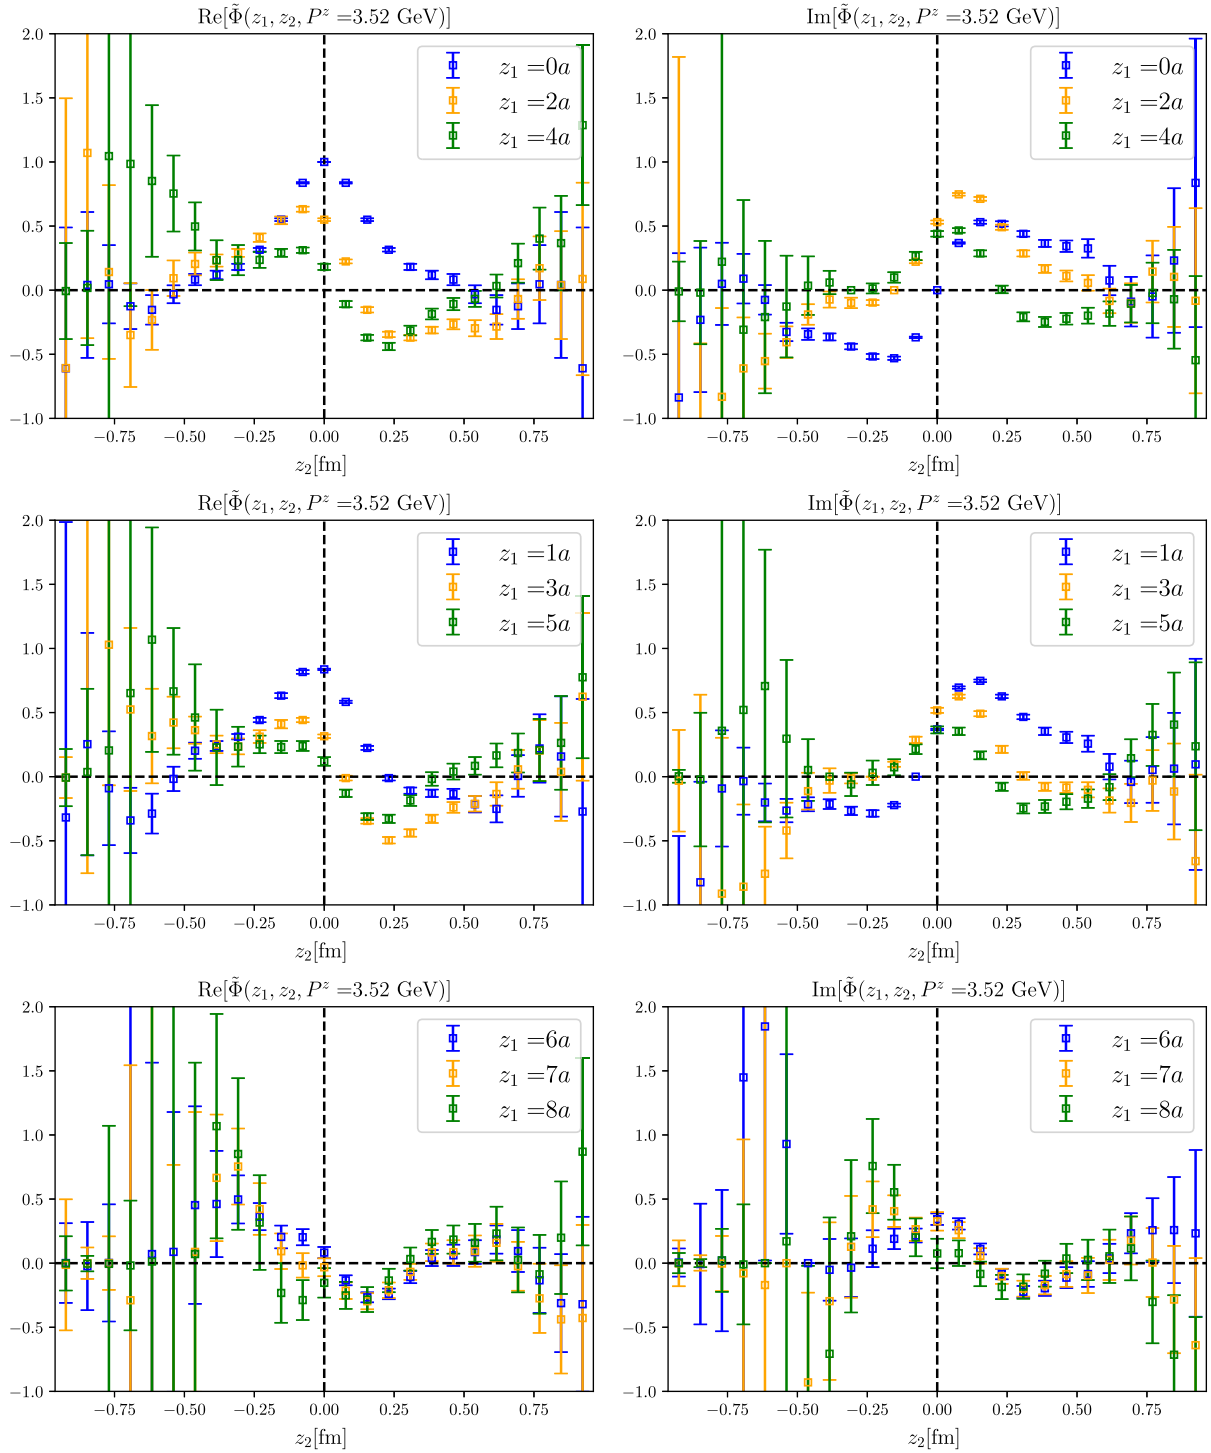 Re[Φ̃(z₁, z₂, Pᶻ =3.52 GeV)]
2.0
1.5
1.0
0.5
0.0
−0.5
−1.0
z₁ =0a
z₁ =2a
z₁ =4a
−0.75 −0.50 −0.25 0.00 0.25 0.50 0.75
z₂[fm]
Im[Φ̃(z₁, z₂, Pᶻ =3.52 GeV)]
2.0
1.5
1.0
0.5
0.0
−0.5
−1.0
z₁ =0a
z₁ =2a
z₁ =4a
−0.75 −0.50 −0.25 0.00 0.25 0.50 0.75
z₂[fm]
Re[Φ̃(z₁, z₂, Pᶻ =3.52 GeV)]
2.0
1.5
1.0
0.5
0.0
−0.5
−1.0
z₁ =1a
z₁ =3a
z₁ =5a
−0.75 −0.50 −0.25 0.00 0.25 0.50 0.75
z₂[fm]
Im[Φ̃(z₁, z₂, Pᶻ =3.52 GeV)]
2.0
1.5
1.0
0.5
0.0
−0.5
−1.0
z₁ =1a
z₁ =3a
z₁ =5a
−0.75 −0.50 −0.25 0.00 0.25 0.50 0.75
z₂[fm]
Re[Φ̃(z₁, z₂, Pᶻ =3.52 GeV)]
2.0
1.5
1.0
0.5
0.0
−0.5
−1.0
z₁ =6a
z₁ =7a
z₁ =8a
−0.75 −0.50 −0.25 0.00 0.25 0.50 0.75
z₂[fm]
Im[Φ̃(z₁, z₂, Pᶻ =3.52 GeV)]
2.0
1.5
1.0
0.5
0.0
−0.5
−1.0
z₁ =6a
z₁ =7a
z₁ =8a
−0.75 −0.50 −0.25 0.00 0.25 0.50 0.75
z₂[fm]